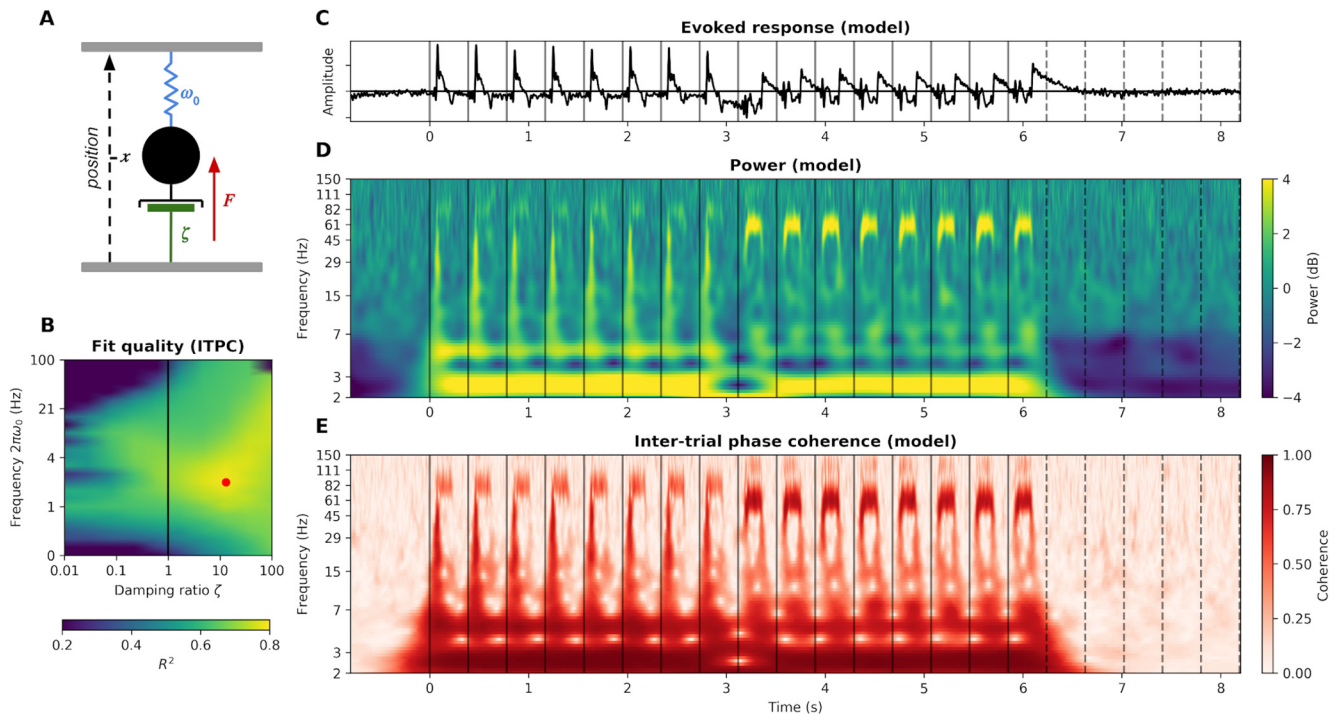 A
position
x
ω0
F
ζ
B
Fit quality (ITPC)
Frequency 2πω0 (Hz)
100
21
4
1
0
0.01 0.1 1 10 100
Damping ratio ζ
0.2 0.4 0.6 0.8
R2
C
Evoked response (model)
Amplitude
0 1 2 3 4 5 6 7 8
D
Power (model)
Frequency (Hz)
150
111
82
61
45
29
15
7
3
2
0 1 2 3 4 5 6 7 8
4
2
0
−2
−4
Power (dB)
E
Inter-trial phase coherence (model)
Frequency (Hz)
150
111
82
61
45
29
15
7
3
2
0 1 2 3 4 5 6 7 8
Time (s)
1.00
0.75
0.50
0.25
0.00
Coherence